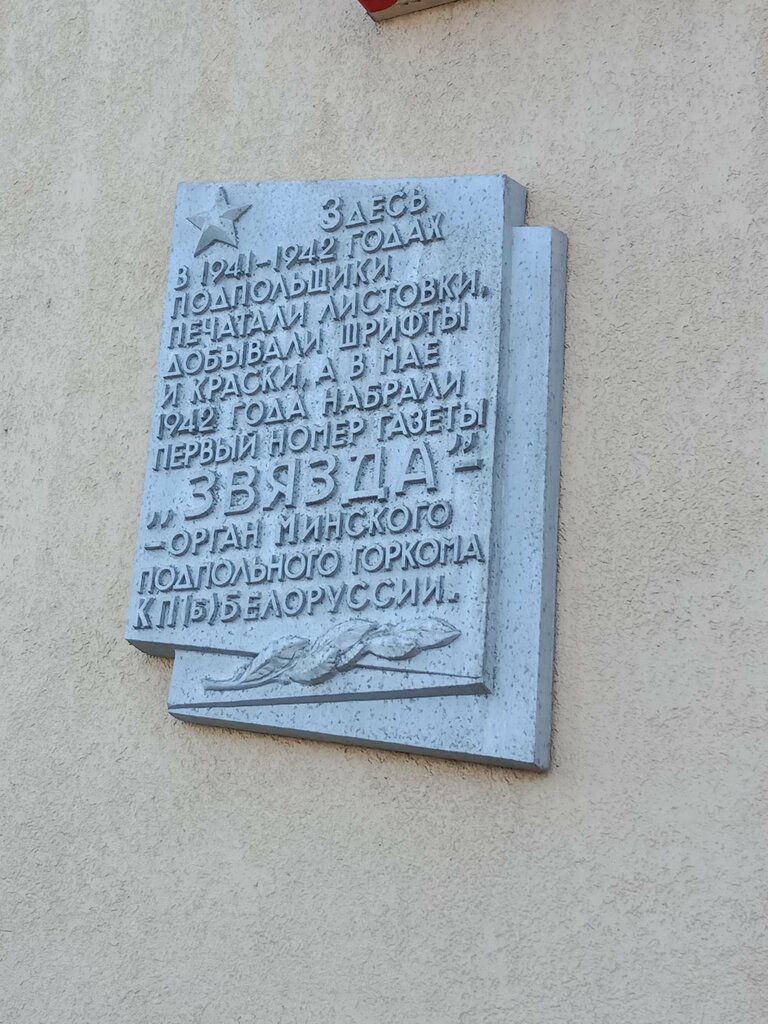 Здесь
в 1941-1942 годах
подпольщики
печатали листовки,
добывали шрифты
и краски, а в мае
1942 года набрали
первый номер газеты
„ЗВЯЗДА"-
-орган Минского
подпольного горкома
КП(б)Белоруссии.